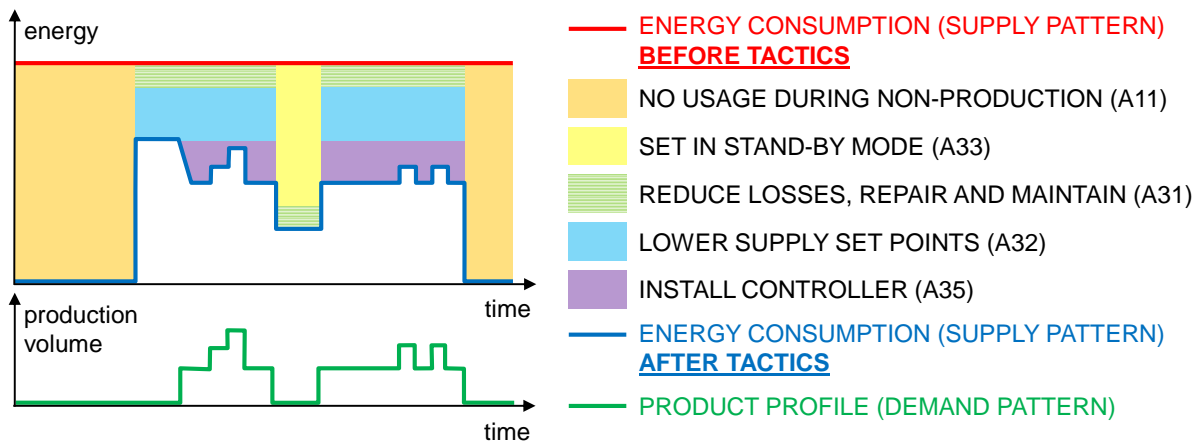 energy
time
production
volume
time
ENERGY CONSUMPTION (SUPPLY PATTERN)
BEFORE TACTICS
NO USAGE DURING NON-PRODUCTION (A11)
SET IN STAND-BY MODE (A33)
REDUCE LOSSES, REPAIR AND MAINTAIN (A31)
LOWER SUPPLY SET POINTS (A32)
INSTALL CONTROLLER (A35)
ENERGY CONSUMPTION (SUPPLY PATTERN)
AFTER TACTICS
PRODUCT PROFILE (DEMAND PATTERN)